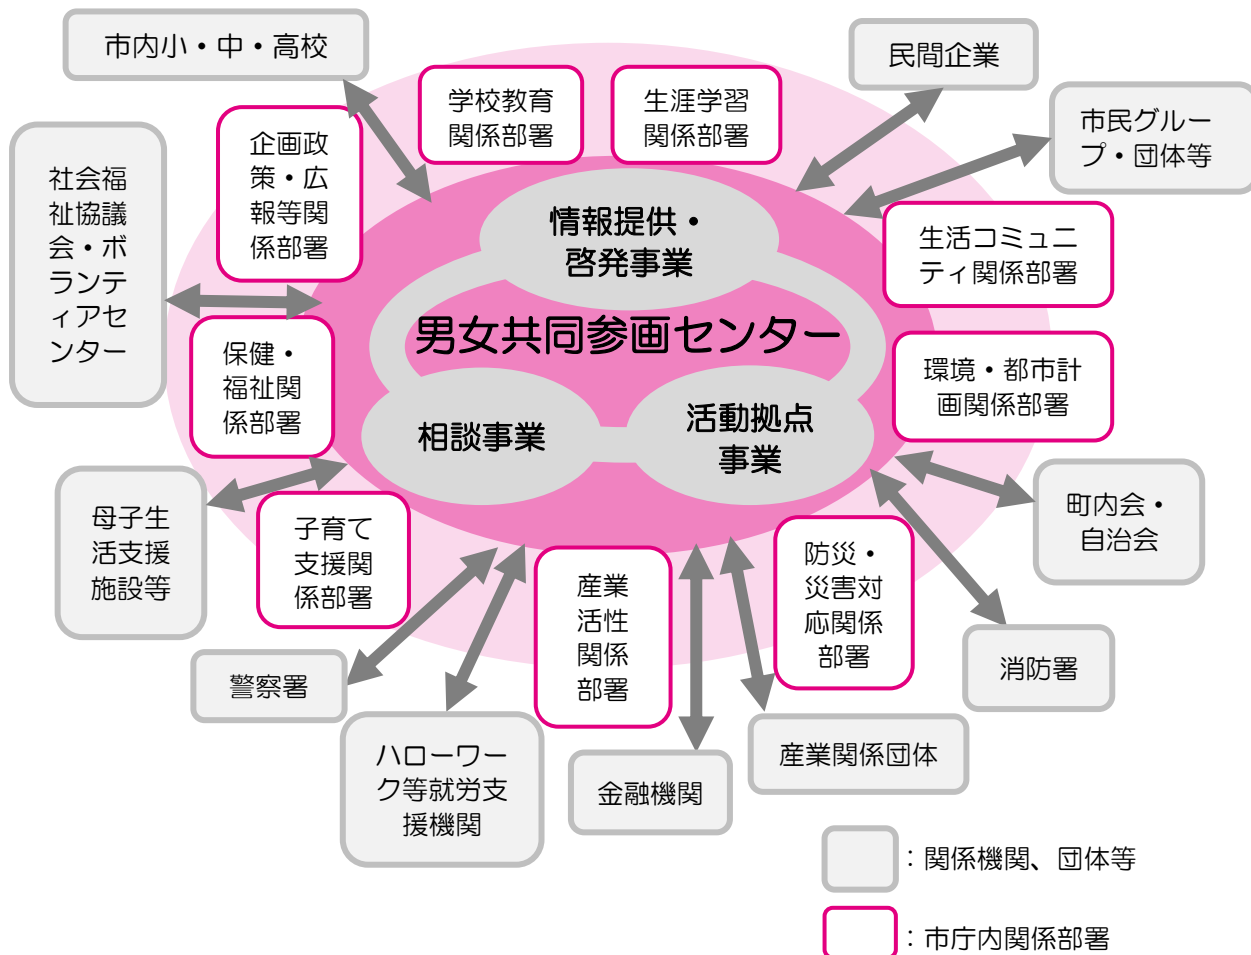 市内小・中・高校
民間企業
学校教育
関係部署
生涯学習
関係部署
市民グルー
プ・団体等
企画政
策・広
報等関
係部署
社会福
祉協議
会・ボ
ランテ
ィアセ
ンター
情報提供・
啓発事業
生活コミュニ
ティ関係部署
男女共同参画センター
保健・
福祉関
係部署
環境・都市計
画関係部署
相談事業
活動拠点
事業
母子生
活支援
施設等
子育て
支援関
係部署
産業
活性
関係
部署
防災・
災害対
応関係
部署
町内会・
自治会
警察署
消防署
ハローワー
ク等就労支
援機関
金融機関
産業関係団体
：関係機関、団体等
：市庁内関係部署